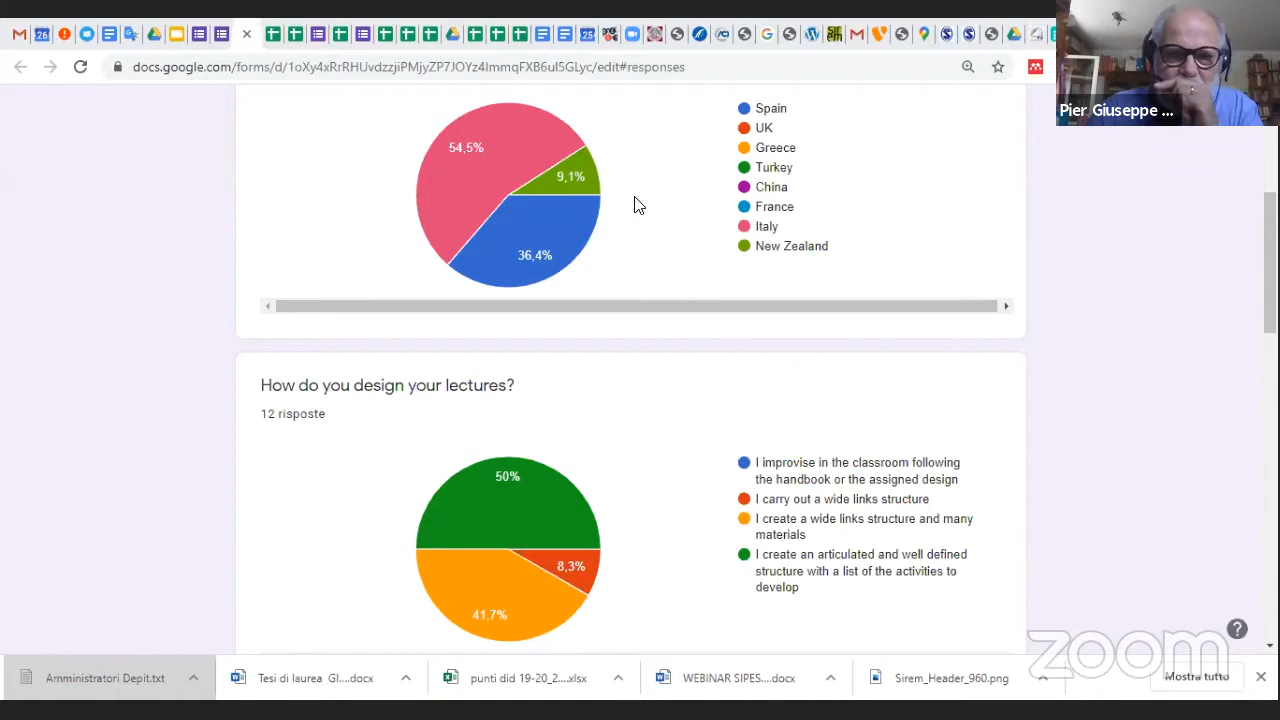 docs.google.com/forms/d/1oXy4xRrRHUvdzzjiPMjyZP7JOYz4ImmqFXB6ul5GLyc/edit#responses
Pier Giuseppe ...
54,5%
9,1%
36,4%
Spain
UK
Greece
Turkey
China
France
Italy
New Zealand
How do you design your lectures?
12 risposte
50%
8,3%
41,7%
I improvise in the classroom following
the handbook or the assigned design
I carry out a wide links structure
I create a wide links structure and many
materials
I create an articulated and well defined
structure with a list of the activities to
develop
zoom
Amministratori Depit.txt
Tesi di laurea GI....docx
punti did 19-20_2....xlsx
WEBINAR SIPES....docx
Sirem_Header_960.png
Mostra tutto